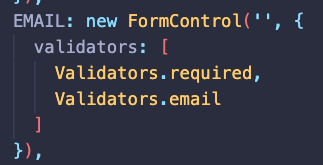 }),
EMAIL: new FormControl('', {
validators: [
Validators.required,
Validators.email
]
}),